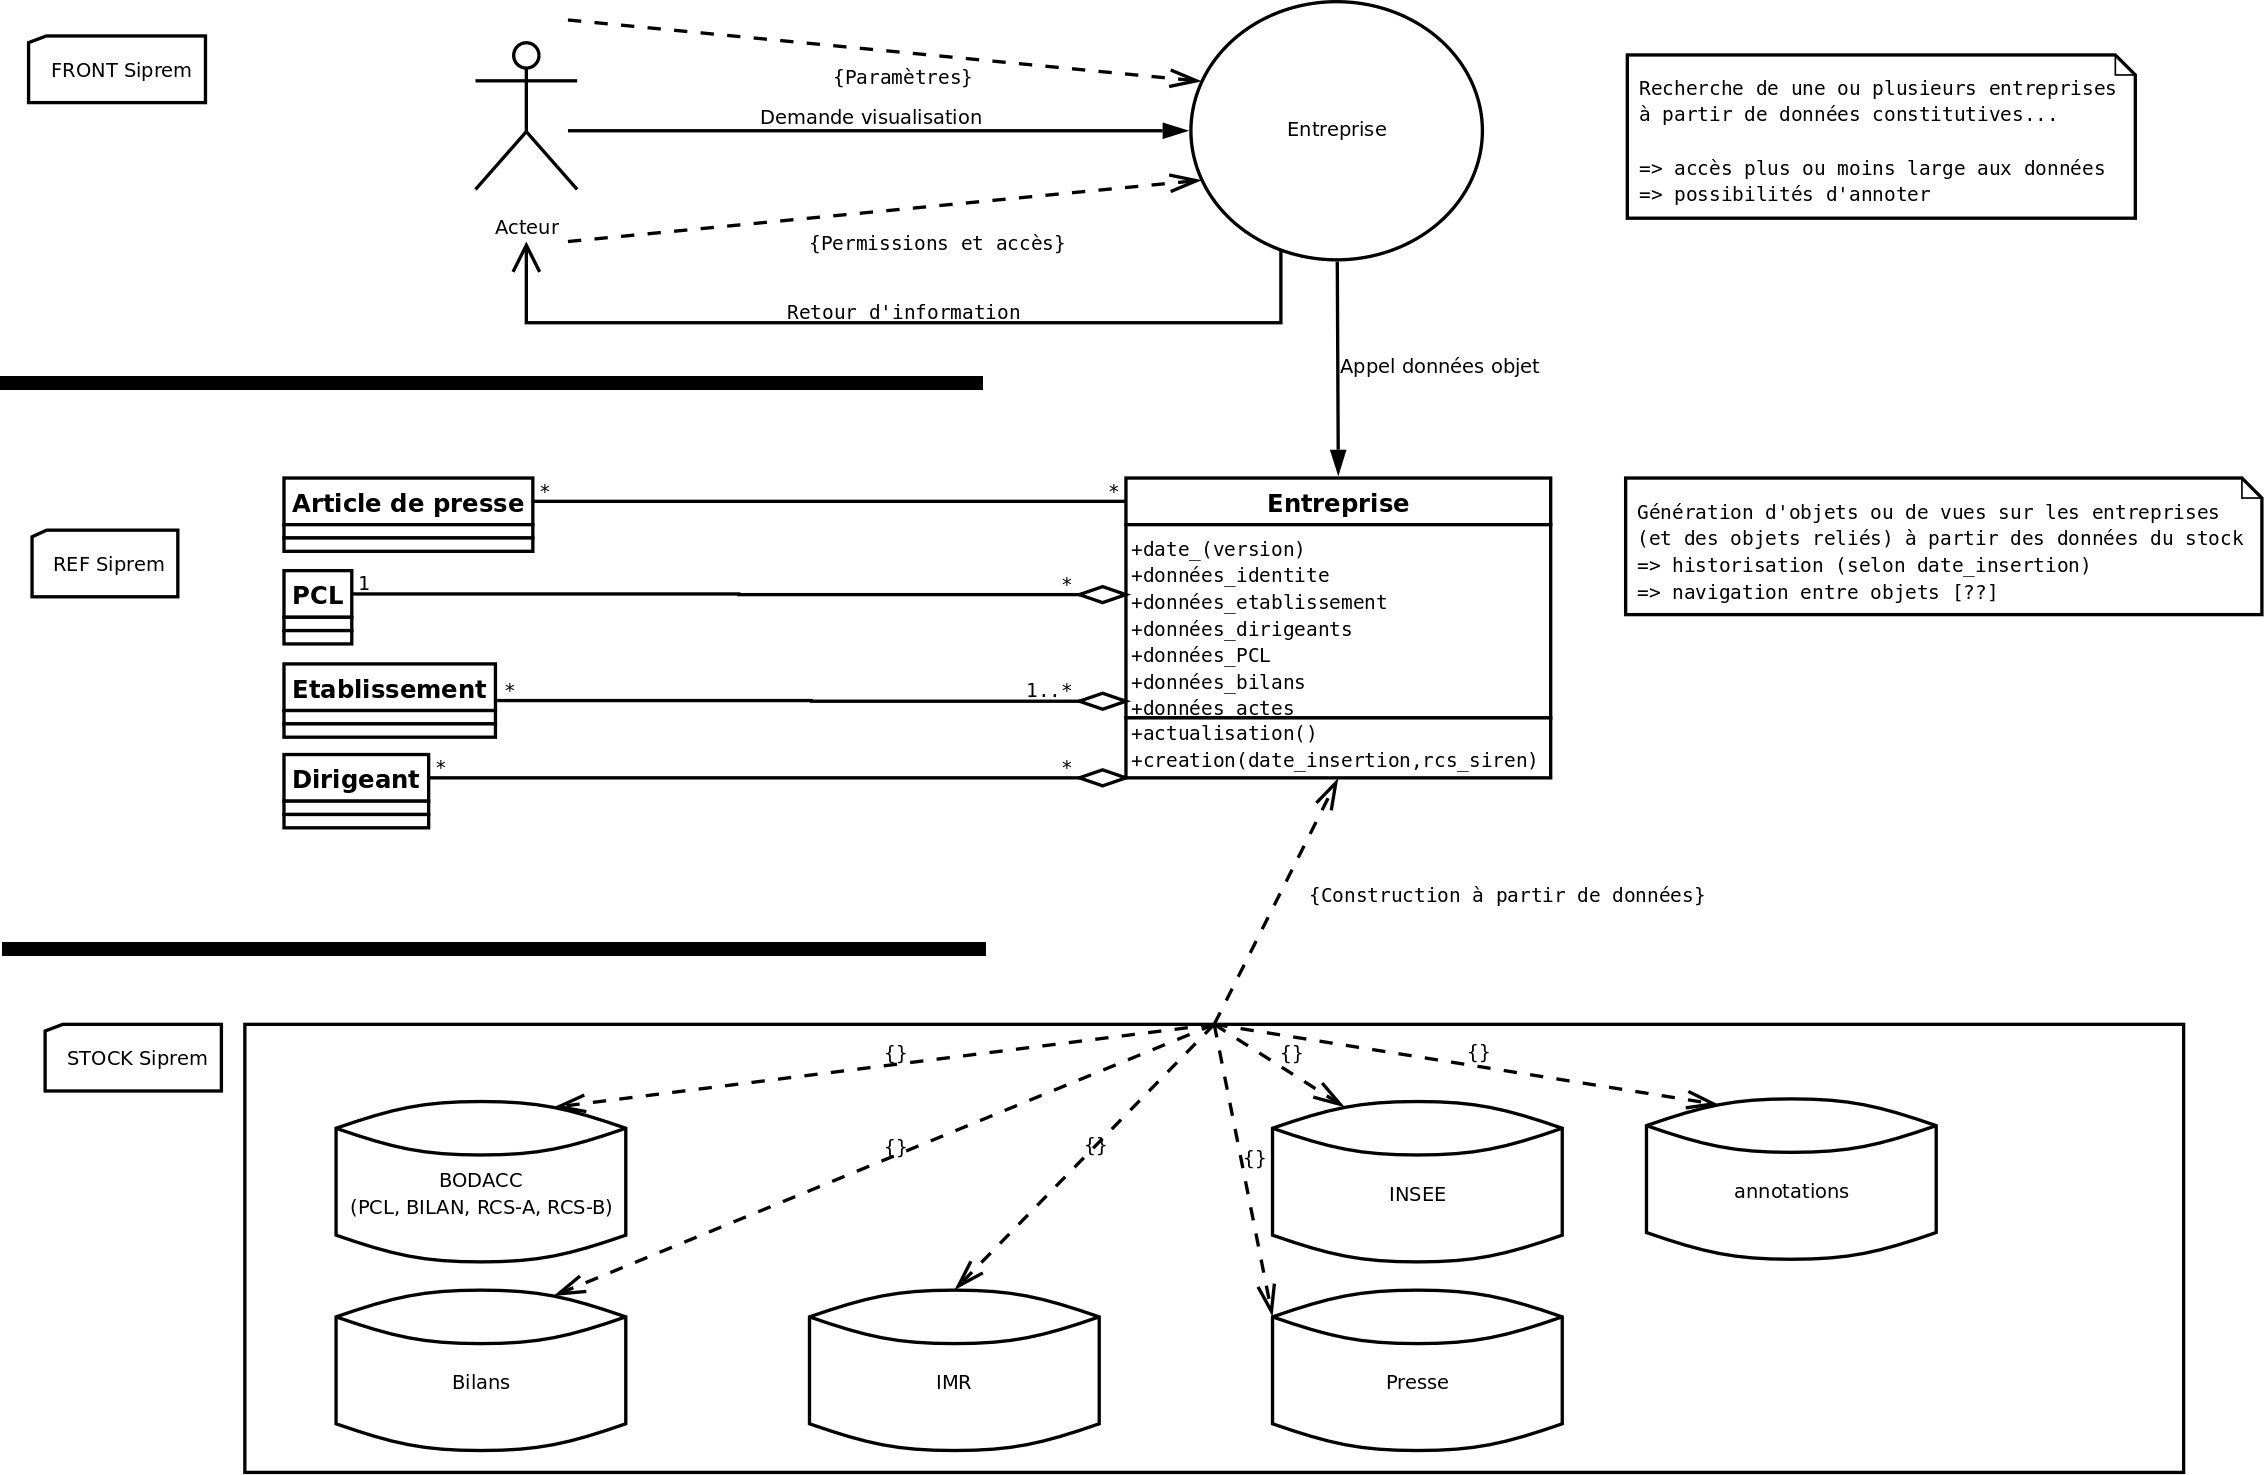 FRONT Siprem
{Paramètres}
Demande visualisation
Entreprise
Acteur
{Permissions et accès}
Retour d'information
Recherche de une ou plusieurs entreprises
à partir de données constitutives...
=> accès plus ou moins large aux données
=> possibilités d'annoter
Appel données objet
REF Siprem
Article de presse
*
*
PCL
1
*
Etablissement
*
1..*
Dirigeant
*
*
Entreprise
+date_(version)
+données_identite
+données_etablissement
+données_dirigeants
+données_PCL
+données_bilans
+données_actes
+actualisation()
+creation(date_insertion,rcs_siren)
Génération d'objets ou de vues sur les entreprises
(et des objets reliés) à partir des données du stock
=> historisation (selon date_insertion)
=> navigation entre objets [??]
{Construction à partir de données}
STOCK Siprem
{}
{}
{}
{}
{}
{}
BODACC
(PCL, BILAN, RCS-A, RCS-B)
INSEE
annotations
Bilans
IMR
Presse